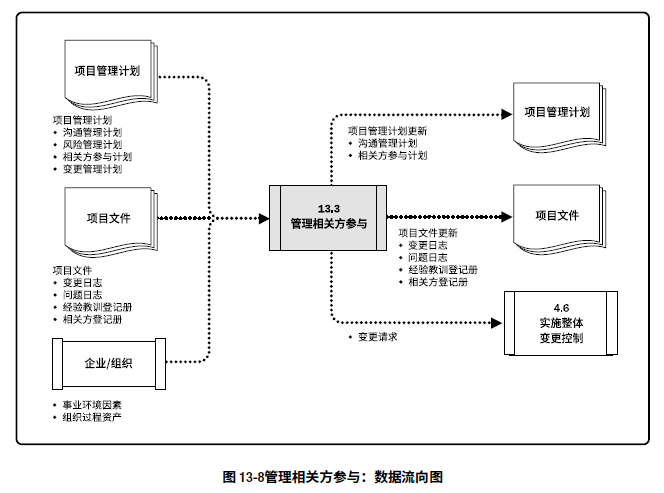 项目管理计划
项目管理计划
◆ 沟通管理计划
◆ 风险管理计划
◆ 相关方参与计划
◆ 变更管理计划
项目文件
项目文件
◆ 变更日志
◆ 问题日志
◆ 经验教训登记册
◆ 相关方登记册
企业/组织
◆ 事业环境因素
◆ 组织过程资产
13.3
管理相关方参与
项目管理计划更新
◆ 沟通管理计划
◆ 相关方参与计划
项目管理计划
项目文件更新
◆ 变更日志
◆ 问题日志
◆ 经验教训登记册
◆ 相关方登记册
项目文件
◆ 变更请求
4.6
实施整体
变更控制
图 13-8管理相关方参与：数据流向图